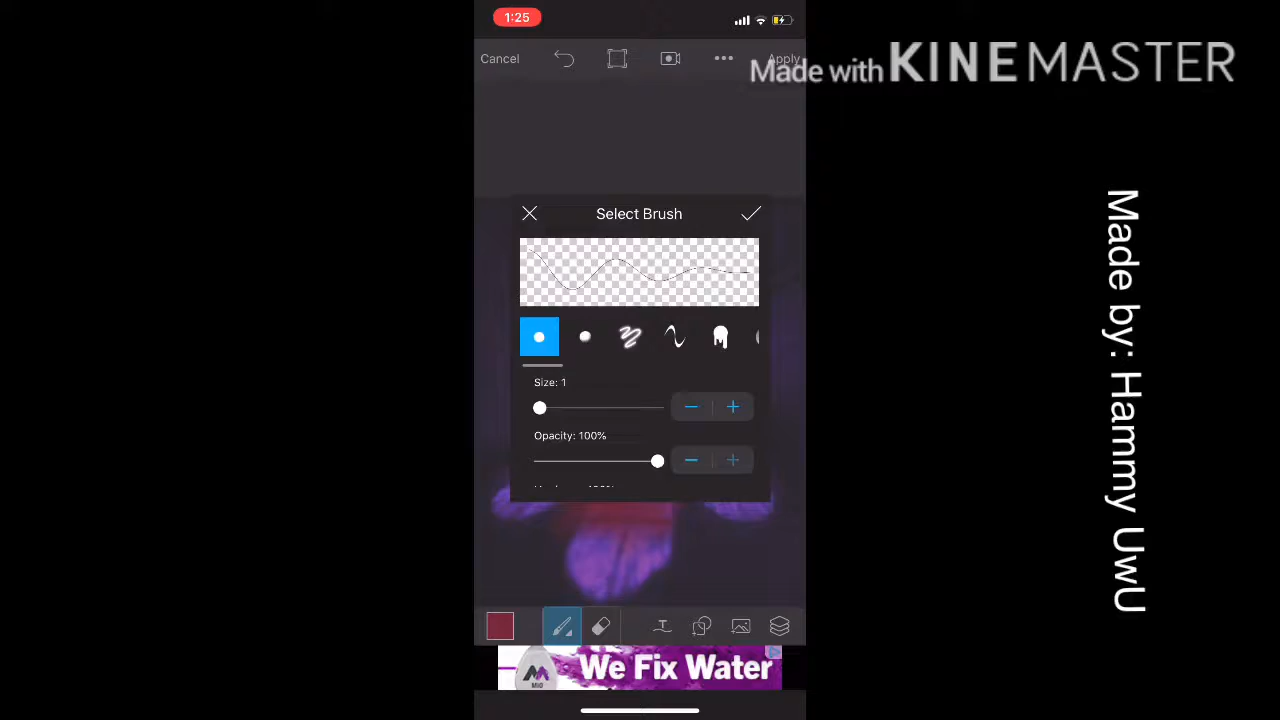 1:25
Cancel
Apply
Made with KINEMASTER
Select Brush
Size: 1
Opacity: 100%
T
We Fix Water
MIO
Made by: Hammy UwU